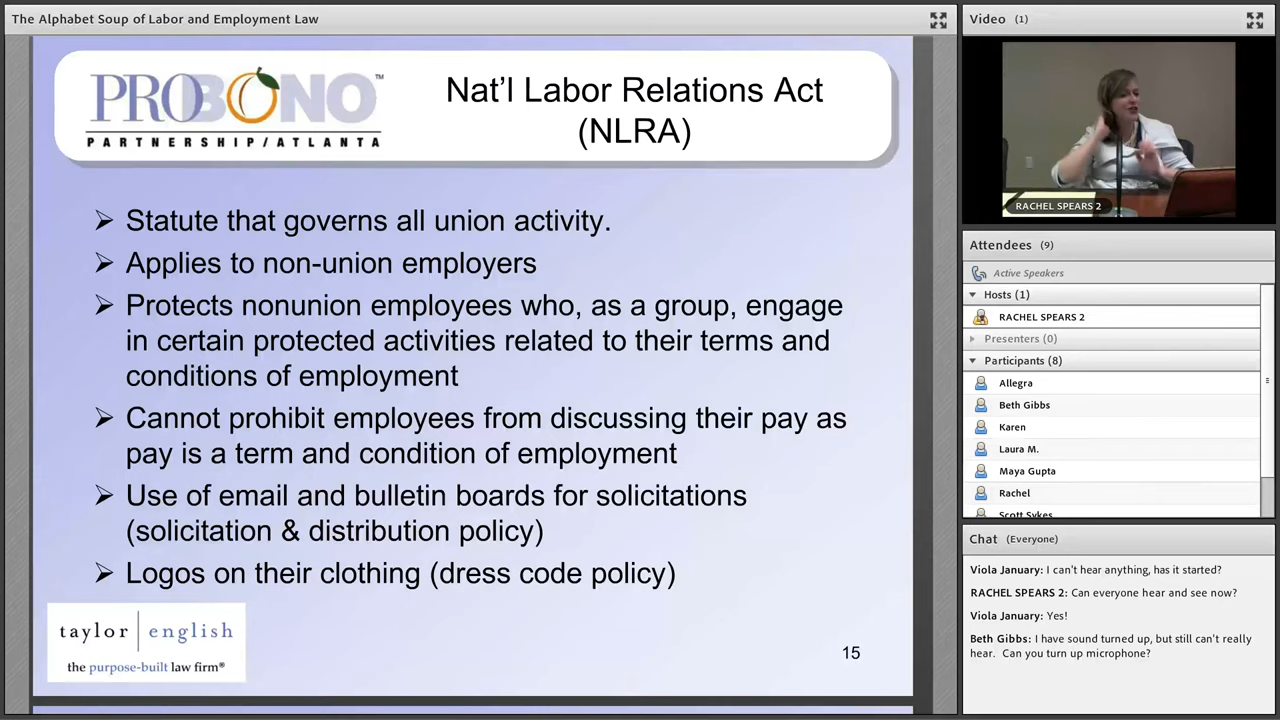 The Alphabet Soup of Labor and Employment Law
PROBONO™
PARTNERSHIP/ATLANTA
Nat’l Labor Relations Act
(NLRA)
➢ Statute that governs all union activity.
➢ Applies to non-union employers
➢ Protects nonunion employees who, as a group, engage
in certain protected activities related to their terms and
conditions of employment
➢ Cannot prohibit employees from discussing their pay as
pay is a term and condition of employment
➢ Use of email and bulletin boards for solicitations
(solicitation & distribution policy)
➢ Logos on their clothing (dress code policy)
taylor | english
the purpose-built law firm®
15
Video (1)
RACHEL SPEARS 2
Attendees (9)
Active Speakers
Hosts (1)
RACHEL SPEARS 2
Presenters (0)
Participants (8)
Allegra
Beth Gibbs
Karen
Laura M.
Maya Gupta
Rachel
Scott Sykes
Chat (Everyone)
Viola January: I can't hear anything, has it started?
RACHEL SPEARS 2: Can everyone hear and see now?
Viola January: Yes!
Beth Gibbs: I have sound turned up, but still can't really
hear. Can you turn up microphone?